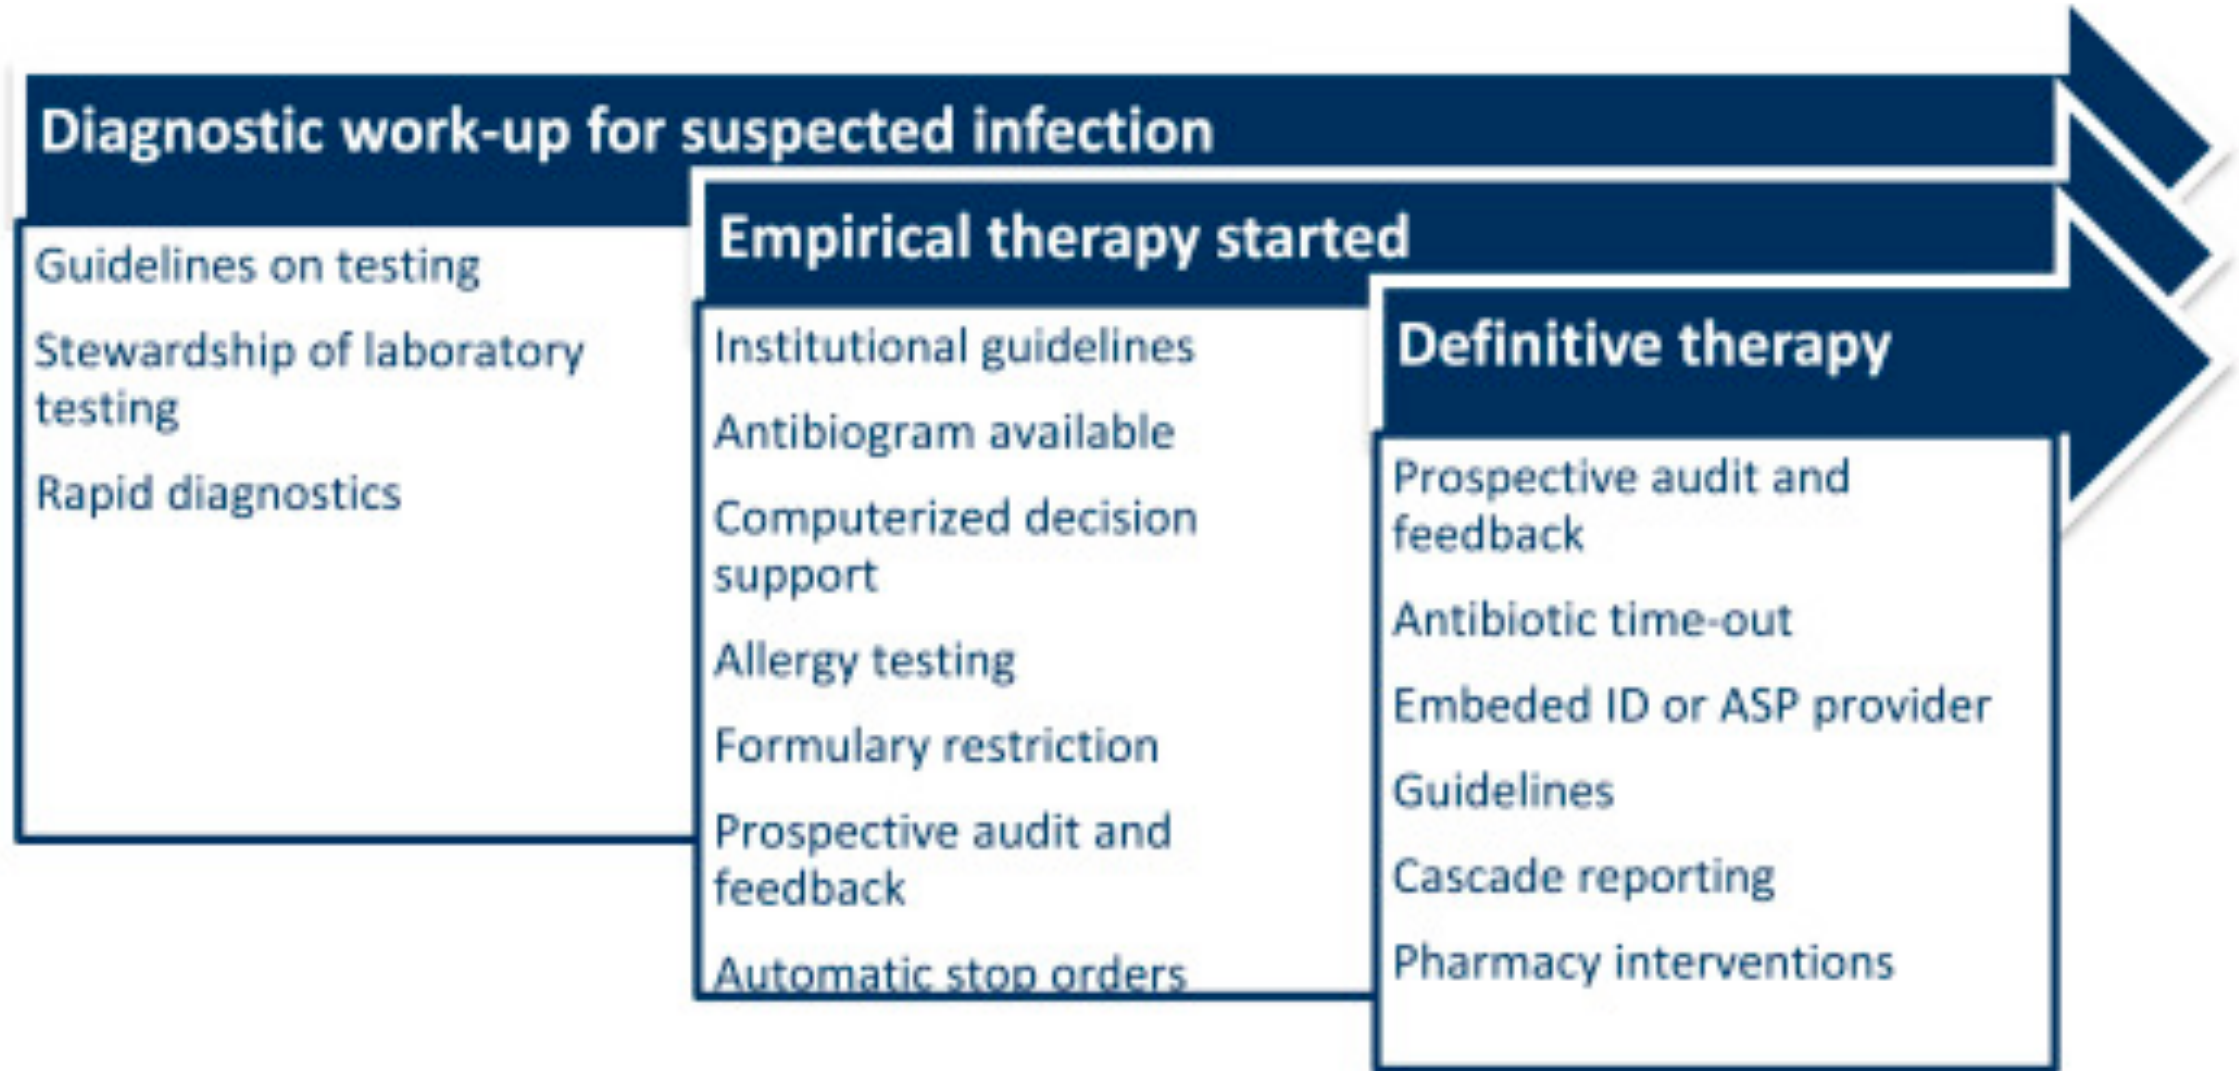 Diagnostic work-up for suspected infection
Guidelines on testing
Stewardship of laboratory
testing
Rapid diagnostics
Empirical therapy started
Institutional guidelines
Antibiogram available
Computerized decision
support
Allergy testing
Formulary restriction
Prospective audit and
feedback
Automatic stop orders
Definitive therapy
Prospective audit and
feedback
Antibiotic time-out
Embeded ID or ASP provider
Guidelines
Cascade reporting
Pharmacy interventions